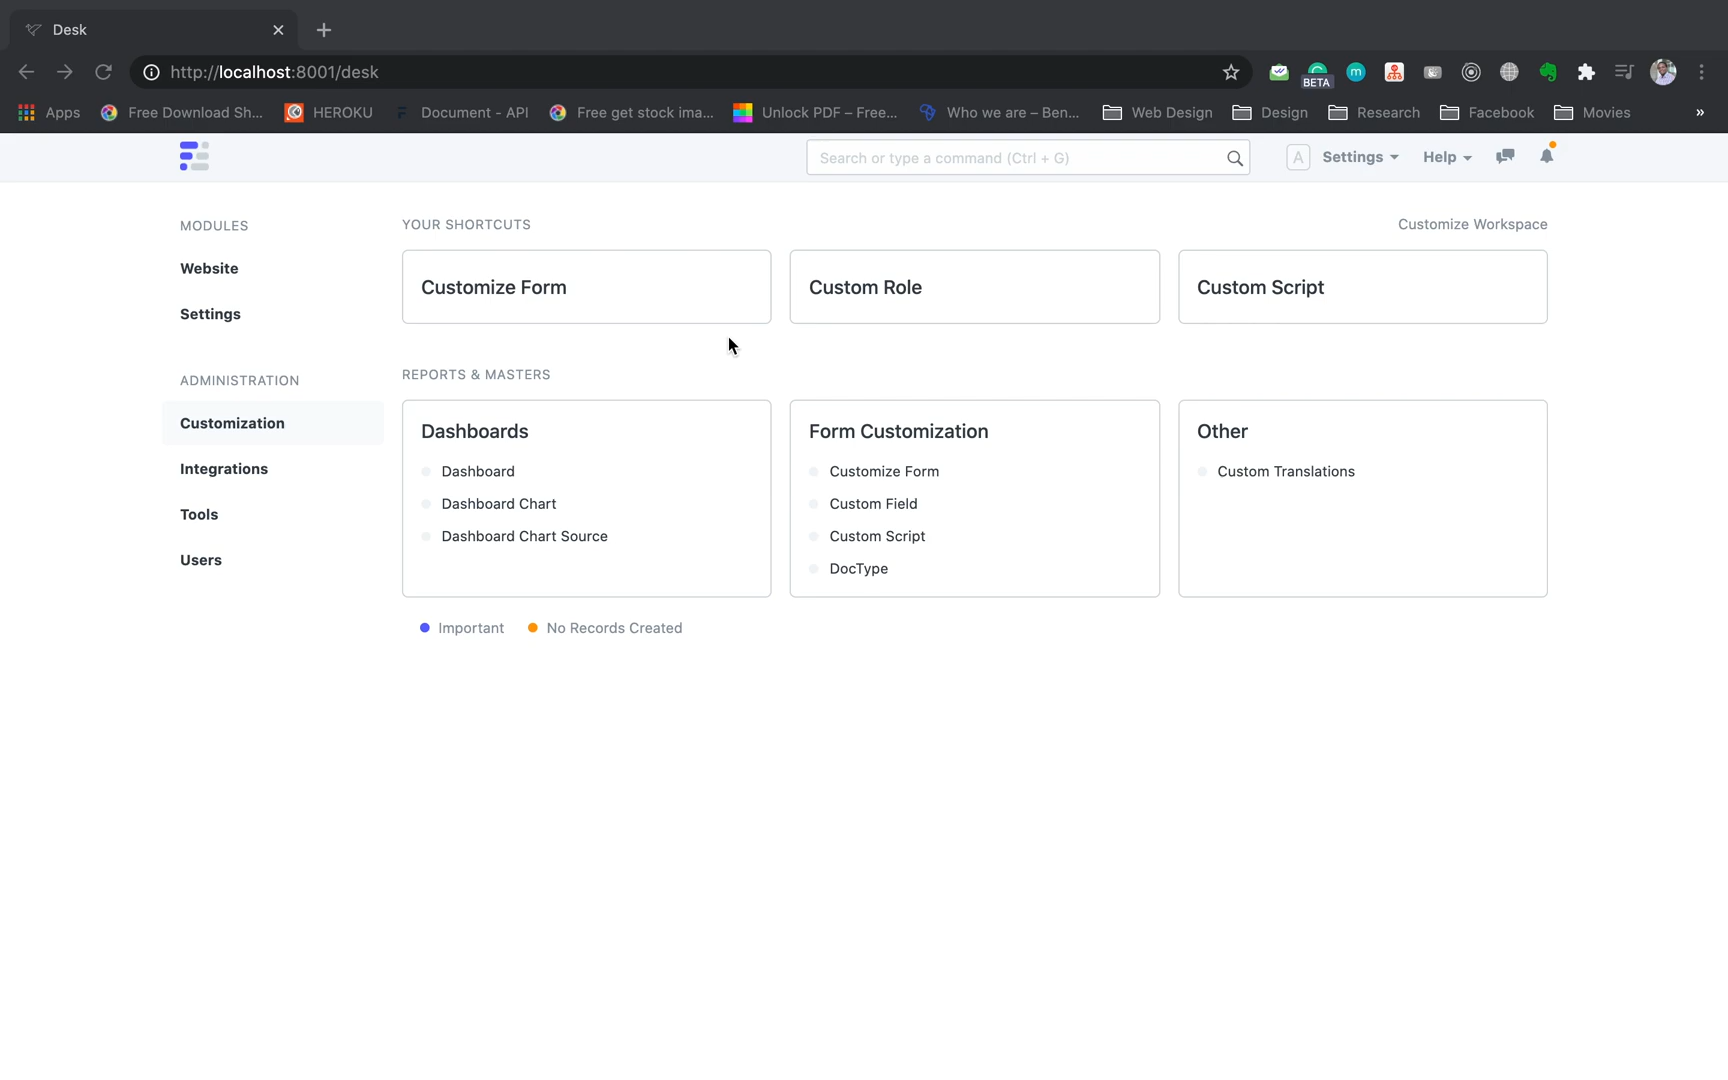 Desk
http://localhost:8001/desk
BETA
m
Apps
Free Download Sh...
HEROKU
Document - API
Free get stock ima...
Unlock PDF – Free...
Who we are – Ben...
Web Design
Design
Research
Facebook
Movies
»
Search or type a command (Ctrl + G)
A
Settings
Help
MODULES
Website
Settings
ADMINISTRATION
Customization
Integrations
Tools
Users
YOUR SHORTCUTS
Customize Workspace
Customize Form
Custom Role
Custom Script
REPORTS & MASTERS
Dashboards
Dashboard
Dashboard Chart
Dashboard Chart Source
Form Customization
Customize Form
Custom Field
Custom Script
DocType
Other
Custom Translations
Important
No Records Created